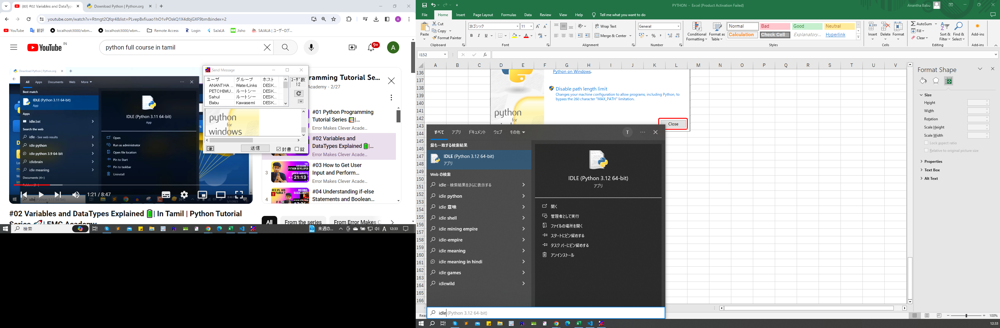 (80) #02 Variables and DataTyp
Download Python | Python.org
youtube.com/watch?v=Rtmgt2Qfqr4&list=PLvepBxfiuao1hO1vPOskQ1X4dbjGXF9bm&index=2
YouTube
翻訳
localhost:3000/wbm...
localhost:3000/wbm...
Remote Access
Login
SaJaLA
Jisho
SAJALA | ユーザーログ...
YouTube IN
python full course in tamil
9+
A
Download Python | Python.org
All Apps Documents Web More
Best match
IDLE (Python 3.11 64-bit)
App
Apps
idle.bat
Search the web
idle - See web results
idle python
idle python 3.9 64-bit
idlebrain
idle meaning
Documents (4+)
IDLE (Python 3.11 64-bit)
App
Open
Run as administrator
Open file location
Pin to Start
Pin to taskbar
Uninstall
1:21 / 8:47
idle (Python 3.11 64-bit)
26°C
8:46 PM
5/7/2023
Send Message
ユーザ グループ ホスト
ANANTHA ... WaterLinks DESK...
PETCHIMU... ルートシー DESK...
Sahul ルートシー DESK...
Babu Kawasemi DESK...
ユーザ数
12
python
for
windows
送信
封書
錠
ramming Tutorial Se...
Academy - 2/27
#01 Python Programming
Tutorial Series |...
Error Makes Clever Acade...
#02 Variables and
DataTypes Explained |...
Error Makes Clever Acade...
3
21:13
#03 How to Get User
Input and Perform...
Error Makes Clever Acade...
4
#04 Understanding if-else
Statements and Boolean...
#02 Variables and DataTypes Explained | In Tamil | Python Tutorial
Series | EMC Academy
All
From the series
From Error Makes C
検索
来週の...
A
12:33
PYTHON - Excel (Product Activation Failed)
Anantha Babu
File Home Insert Page Layout Formulas Data Review View Help Tell me what you want to do
Paste
Cut
Copy
Format Painter
Clipboard
游ゴシック
11
B I U
Font
Wrap Text
Merge & Center
Alignment
General
Number
Conditional
Formatting
Format as
Table
Normal Bad Good Neutral
Calculation Check Cell Explanatory... Hyperlink
Styles
Insert Delete Format
Cells
AutoSum
Fill
Clear
Sort &
Filter
Find &
Select
Editing
Add-ins
Add-ins
I152
A B C D E F G H I J K L M N O P Q R S T U V
136
137
138
139
140
141
142
143
144
145
146
147
148
149
150
151
152
153
154
155
156
157
158
159
160
161
162
163
164
165
166
Python on Windows.
Disable path length limit
Changes your machine configuration to allow programs, including Python, to
bypass the 260 character "MAX_PATH" limitation.
python
Close
すべて アプリ ドキュメント ウェブ その他
T
最も一致する検索結果
IDLE (Python 3.12 64-bit)
アプリ
Web の検索
idle - 検索結果をさらに表示する
idle python
idle 意味
idle shell
idle mining empire
idle-empire
idle meaning
idle meaning in hindi
idle games
idlewild
IDLE (Python 3.12 64-bit)
アプリ
開く
管理者として実行
ファイルの場所を開く
スタートにピン留めする
タスク バーにピン留めする
アンインストール
idle (Python 3.12 64-bit)
Format Shape
Size
Height
Width
Rotation
Scale Height
Scale Width
Lock aspect ratio
Relative to original picture size
Properties
Text Box
Alt Text
100%
12:33